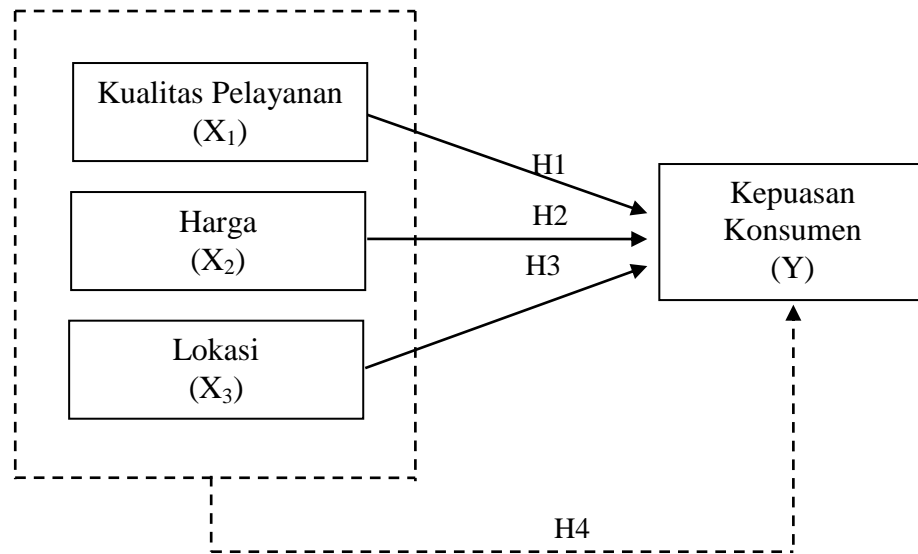 Kualitas Pelayanan
(X₁)
H1
Harga
(X₂)
H2
Lokasi
(X₃)
H3
Kepuasan
Konsumen
(Y)
H4